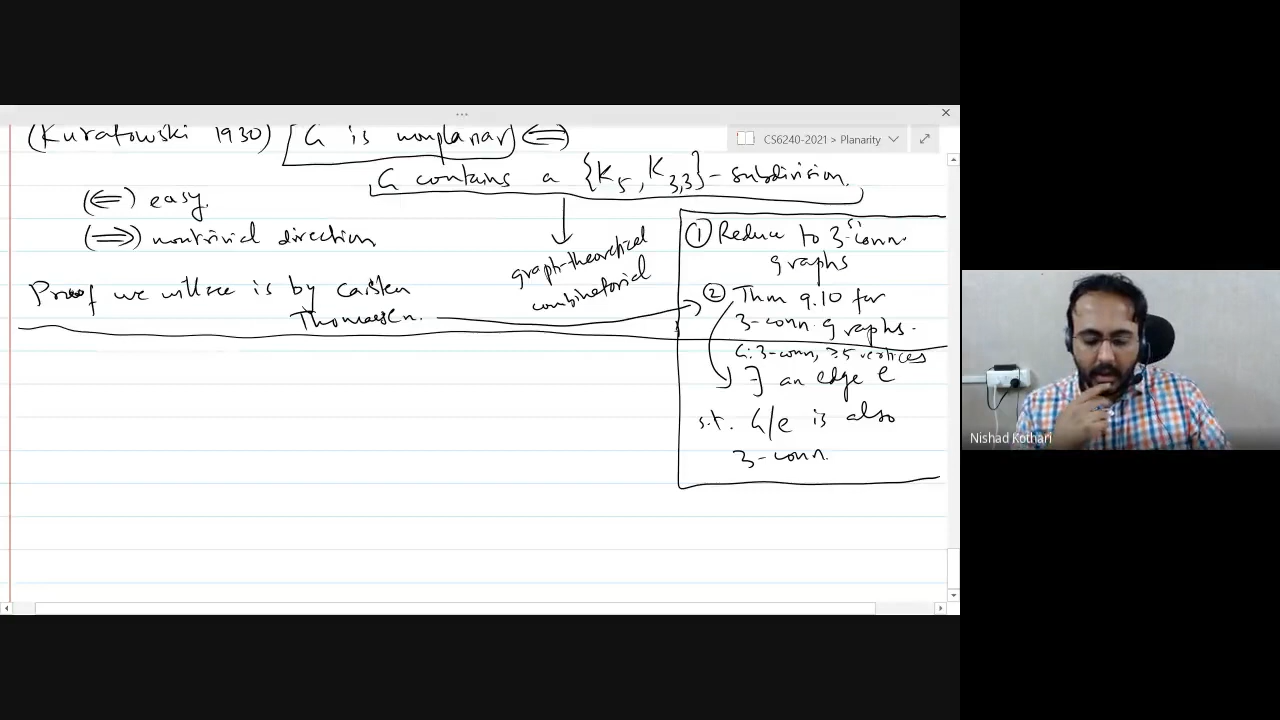 (Kuratowski 1930) G is nonplanar ⟺
G contains a {K5, K3,3}-subdivision.
(⟸) easy.
(⟹) nontrivial direction
graph-theoretical
combinatorial
Proof we will see is by Carsten
Thomassen.
① Reduce to 3-conn.
graphs
② Thm 9.10 for
3-conn. graphs.
G: 3-conn, ≥5 vertices
∃ an edge e
s.t. G/e is also
3-conn.
CS6240-2021 > Planarity
Nishad Kothari